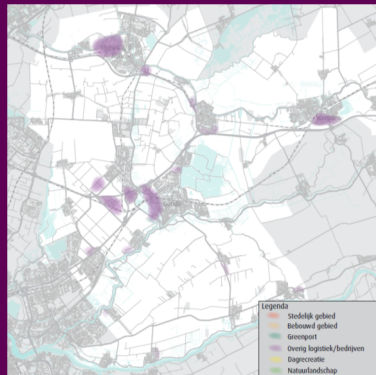 Legenda
Stedelijk gebied
Bebouwd gebied
Greenport
Overig logistiek/bedrijven
Dagrecreatie
Natuurlandschap